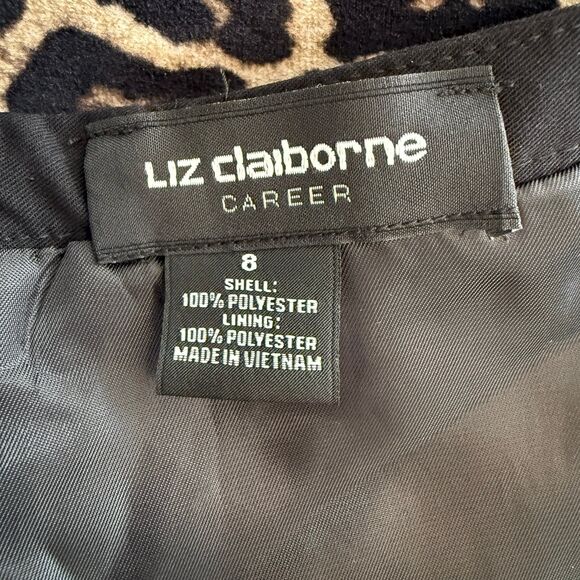 Liz claiborne
CAREER
8
SHELL:
100% POLYESTER
LINING:
100% POLYESTER
MADE IN VIETNAM